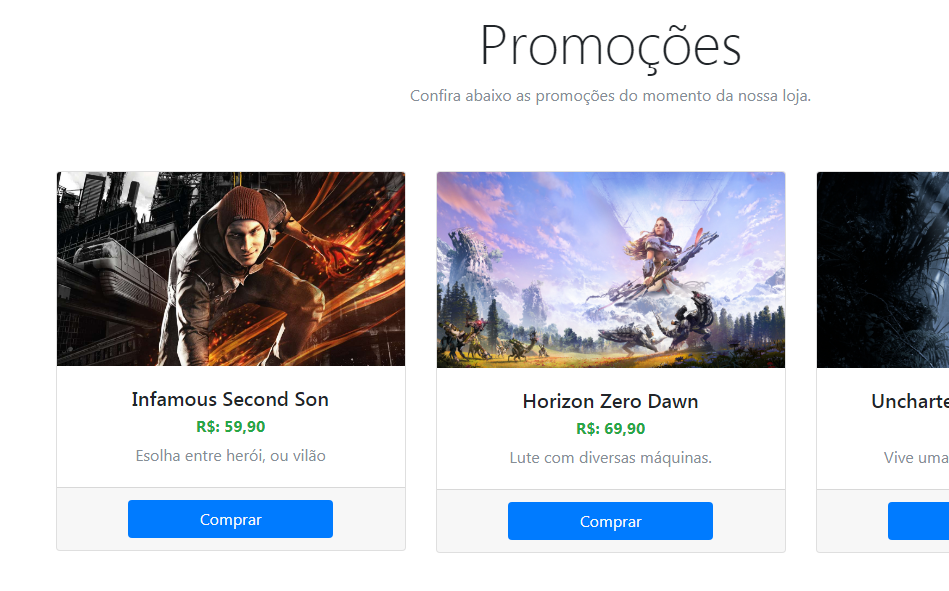 Promoções
Confira abaixo as promoções do momento da nossa loja.
Infamous Second Son
R$: 59,90
Esolha entre herói, ou vilão
Comprar
Horizon Zero Dawn
R$: 69,90
Lute com diversas máquinas.
Comprar
Vive uma